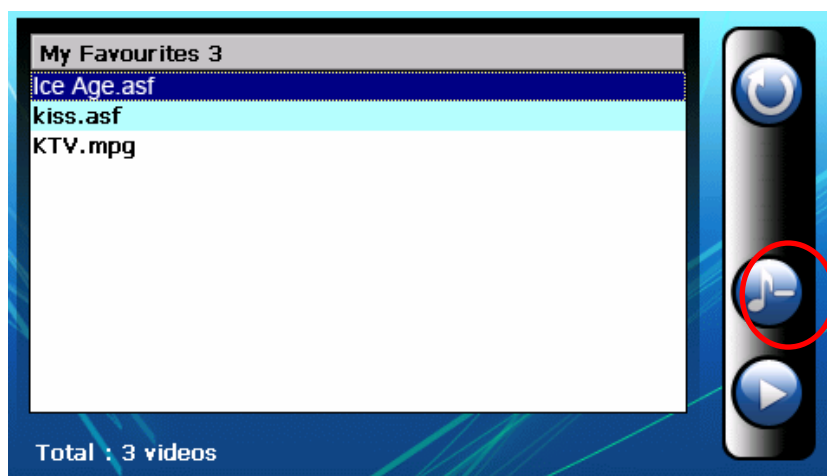 My Favourites 3
Ice Age.asf
kiss.asf
KTV.mpg
Total : 3 videos